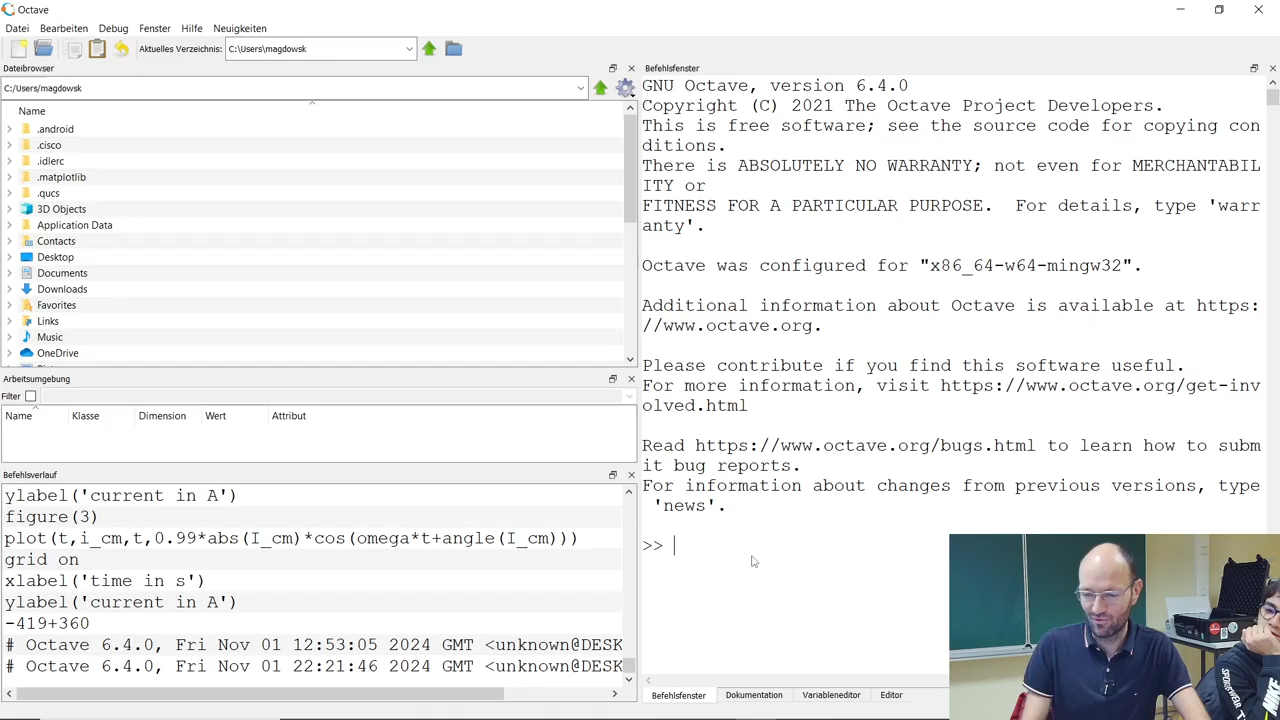 Octave
Datei Bearbeiten Debug Fenster Hilfe Neuigkeiten
Aktuelles Verzeichnis: C:\Users\magdowsk
Dateibrowser
C:/Users/magdowsk
Name
.android
.cisco
.idlerc
.matplotlib
.qucs
3D Objects
Application Data
Contacts
Desktop
Documents
Downloads
Favorites
Links
Music
OneDrive
Arbeitsumgebung
Filter
Name Klasse Dimension Wert Attribut
Befehlsverlauf
ylabel('current in A')
figure(3)
plot(t,i_cm,t,0.99*abs(I_cm)*cos(omega*t+angle(I_cm)))
grid on
xlabel('time in s')
ylabel('current in A')
-419+360
# Octave 6.4.0, Fri Nov 01 12:53:05 2024 GMT <unknown@DESK
# Octave 6.4.0, Fri Nov 01 22:21:46 2024 GMT <unknown@DESK
Befehlsfenster
GNU Octave, version 6.4.0
Copyright (C) 2021 The Octave Project Developers.
This is free software; see the source code for copying con
ditions.
There is ABSOLUTELY NO WARRANTY; not even for MERCHANTABIL
ITY or
FITNESS FOR A PARTICULAR PURPOSE.  For details, type 'warr
anty'.
Octave was configured for "x86_64-w64-mingw32".
Additional information about Octave is available at https:
//www.octave.org.
Please contribute if you find this software useful.
For more information, visit https://www.octave.org/get-inv
olved.html
Read https://www.octave.org/bugs.html to learn how to subm
it bug reports.
For information about changes from previous versions, type
'news'.
>>
Befehlsfenster Dokumentation Variableneditor Editor